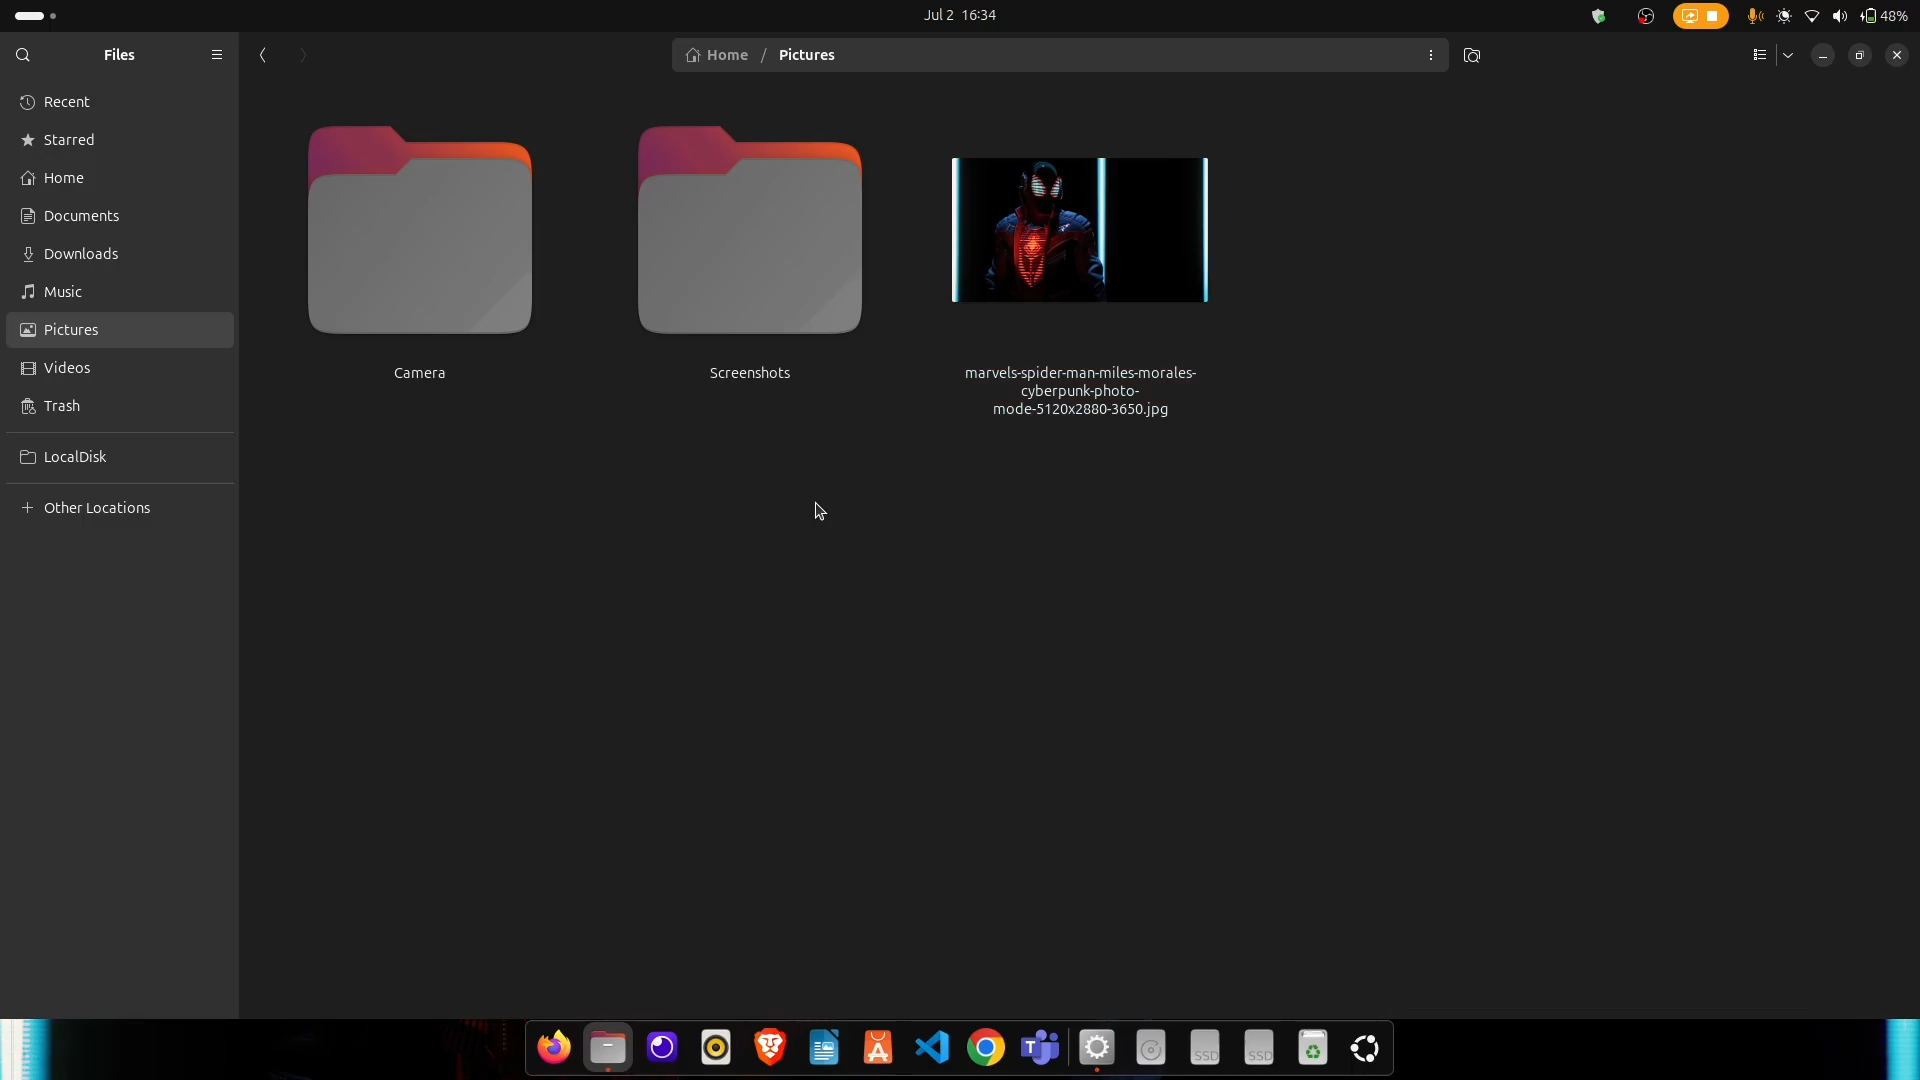 Jul 2 16:34
48%
Files
Home / Pictures
Recent
Starred
Home
Documents
Downloads
Music
Pictures
Videos
Trash
LocalDisk
Other Locations
Camera
Screenshots
marvels-spider-man-miles-morales-
cyberpunk-photo-
mode-5120x2880-3650.jpg
SSD
SSD